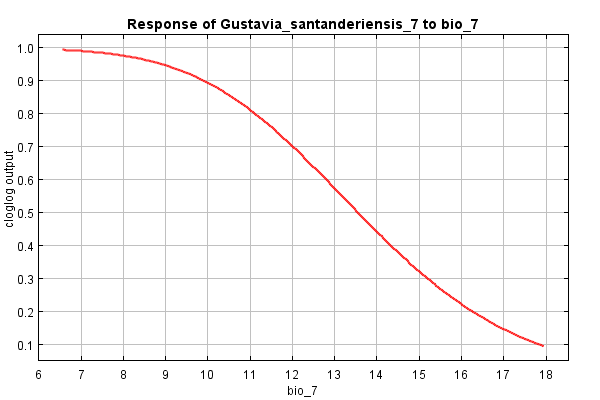 Response of Gustavia_santanderiensis_7 to bio_7
cloglog output
1.0
0.9
0.8
0.7
0.6
0.5
0.4
0.3
0.2
0.1
6 7 8 9 10 11 12 13 14 15 16 17 18
bio_7